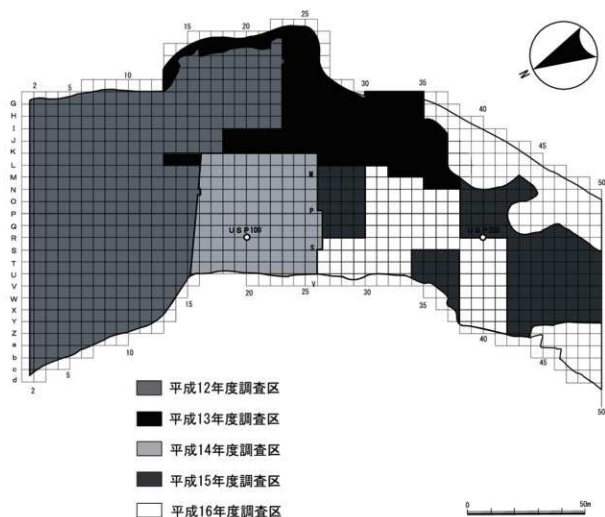 25
20
15
10
5
2
30
35
40
45
50
N
G
H
I
J
K
L
M
N
O
P
Q
R
S
T
U
V
W
X
Y
Z
a
b
c
d
M
P
S
V
USP100
USP200
2
5
10
15
20
25
30
35
40
45
50
平成12年度調査区
平成13年度調査区
平成14年度調査区
平成15年度調査区
平成16年度調査区
0
50m